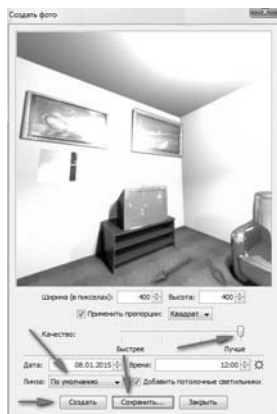 Создать фото
Ширина (в пикселах): 400 Высота: 400
Применить пропорции: Квадрат
Качество:
Быстрее Лучше
Дата: 08.01.2015 Время: 12:00
Линза: По умолчанию Добавить потолочные светильники
Создать Сохранить... Закрыть